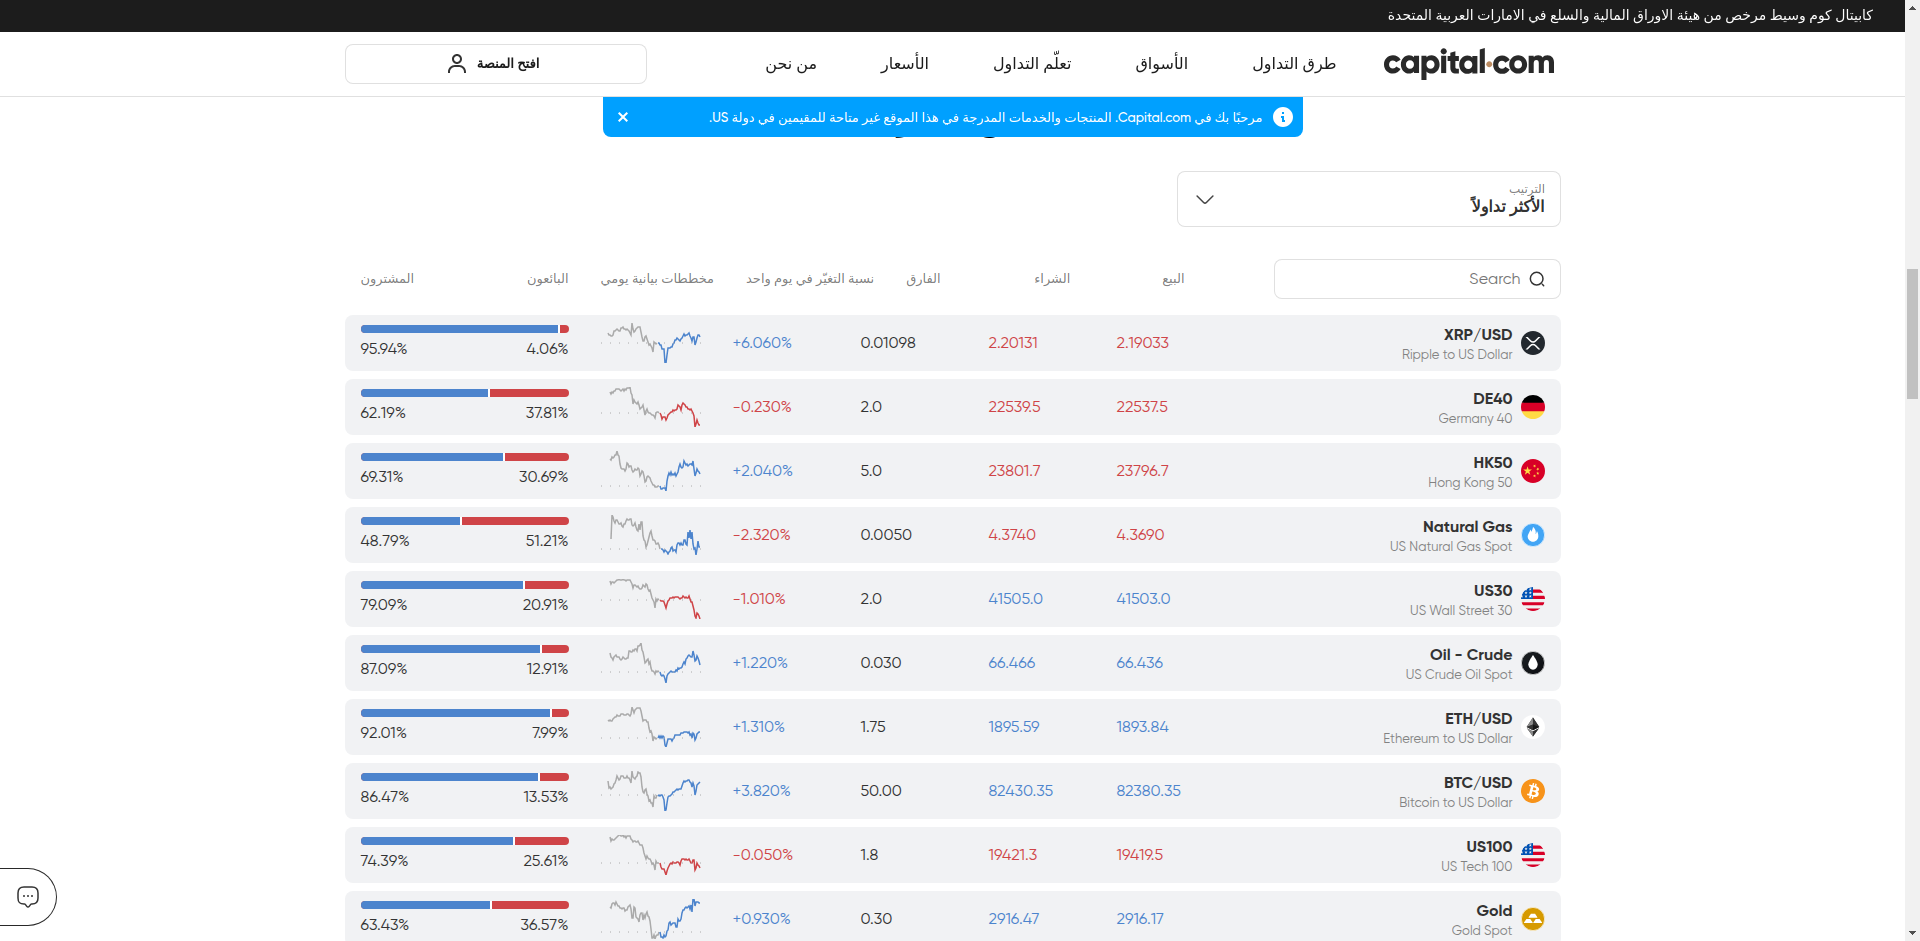 كابيتال كوم وسيط مرخص من هيئة الاوراق المالية والسلع في الامارات العربية المتحدة
capital.com
طرق التداول
الأسواق
تعلّم التداول
الأسعار
من نحن
افتح المنصة
مرحبًا بك في Capital.com. المنتجات والخدمات المدرجة في هذا الموقع غير متاحة للمقيمين في دولة US.
الترتيب
الأكثر تداولاً
Search
البيع الشراء الفارق نسبة التغيّر في يوم واحد مخططات بيانية يومي البائعون المشترون
XRP/USD
Ripple to US Dollar
2.19033 2.20131 0.01098 +6.060% 4.06% 95.94%
DE40
Germany 40
22537.5 22539.5 2.0 -0.230% 37.81% 62.19%
HK50
Hong Kong 50
23796.7 23801.7 5.0 +2.040% 30.69% 69.31%
Natural Gas
US Natural Gas Spot
4.3690 4.3740 0.0050 -2.320% 51.21% 48.79%
US30
US Wall Street 30
41503.0 41505.0 2.0 -1.010% 20.91% 79.09%
Oil - Crude
US Crude Oil Spot
66.436 66.466 0.030 +1.220% 12.91% 87.09%
ETH/USD
Ethereum to US Dollar
1893.84 1895.59 1.75 +1.310% 7.99% 92.01%
BTC/USD
Bitcoin to US Dollar
82380.35 82430.35 50.00 +3.820% 13.53% 86.47%
US100
US Tech 100
19419.5 19421.3 1.8 -0.050% 25.61% 74.39%
Gold
Gold Spot
2916.17 2916.47 0.30 +0.930% 36.57% 63.43%